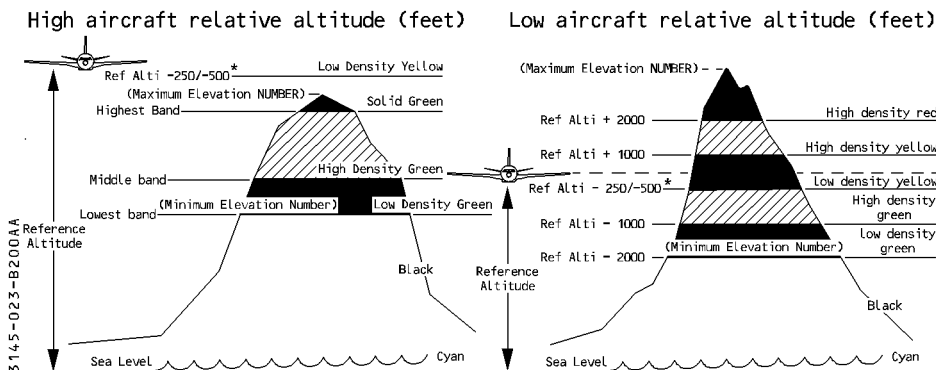 High aircraft relative altitude (feet)
Low aircraft relative altitude (feet)
Ref Alti -250/-500*
Low Density Yellow
(Maximum Elevation NUMBER)
Highest Band
Solid Green
High Density Green
Middle band
(Minimum Elevation Number)
Lowest band
Low Density Green
Reference
Altitude
Black
Sea Level
Cyan
3145-023-B200AA
(Maximum Elevation NUMBER)
Ref Alti + 2000
High density red
Ref Alti + 1000
High density yellow
Ref Alti - 250/-500*
low density yellow
High density
green
Ref Alti - 1000
low density
green
(Minimum Elevation Number)
Ref Alti - 2000
Reference
Altitude
Black
Sea Level
Cyan